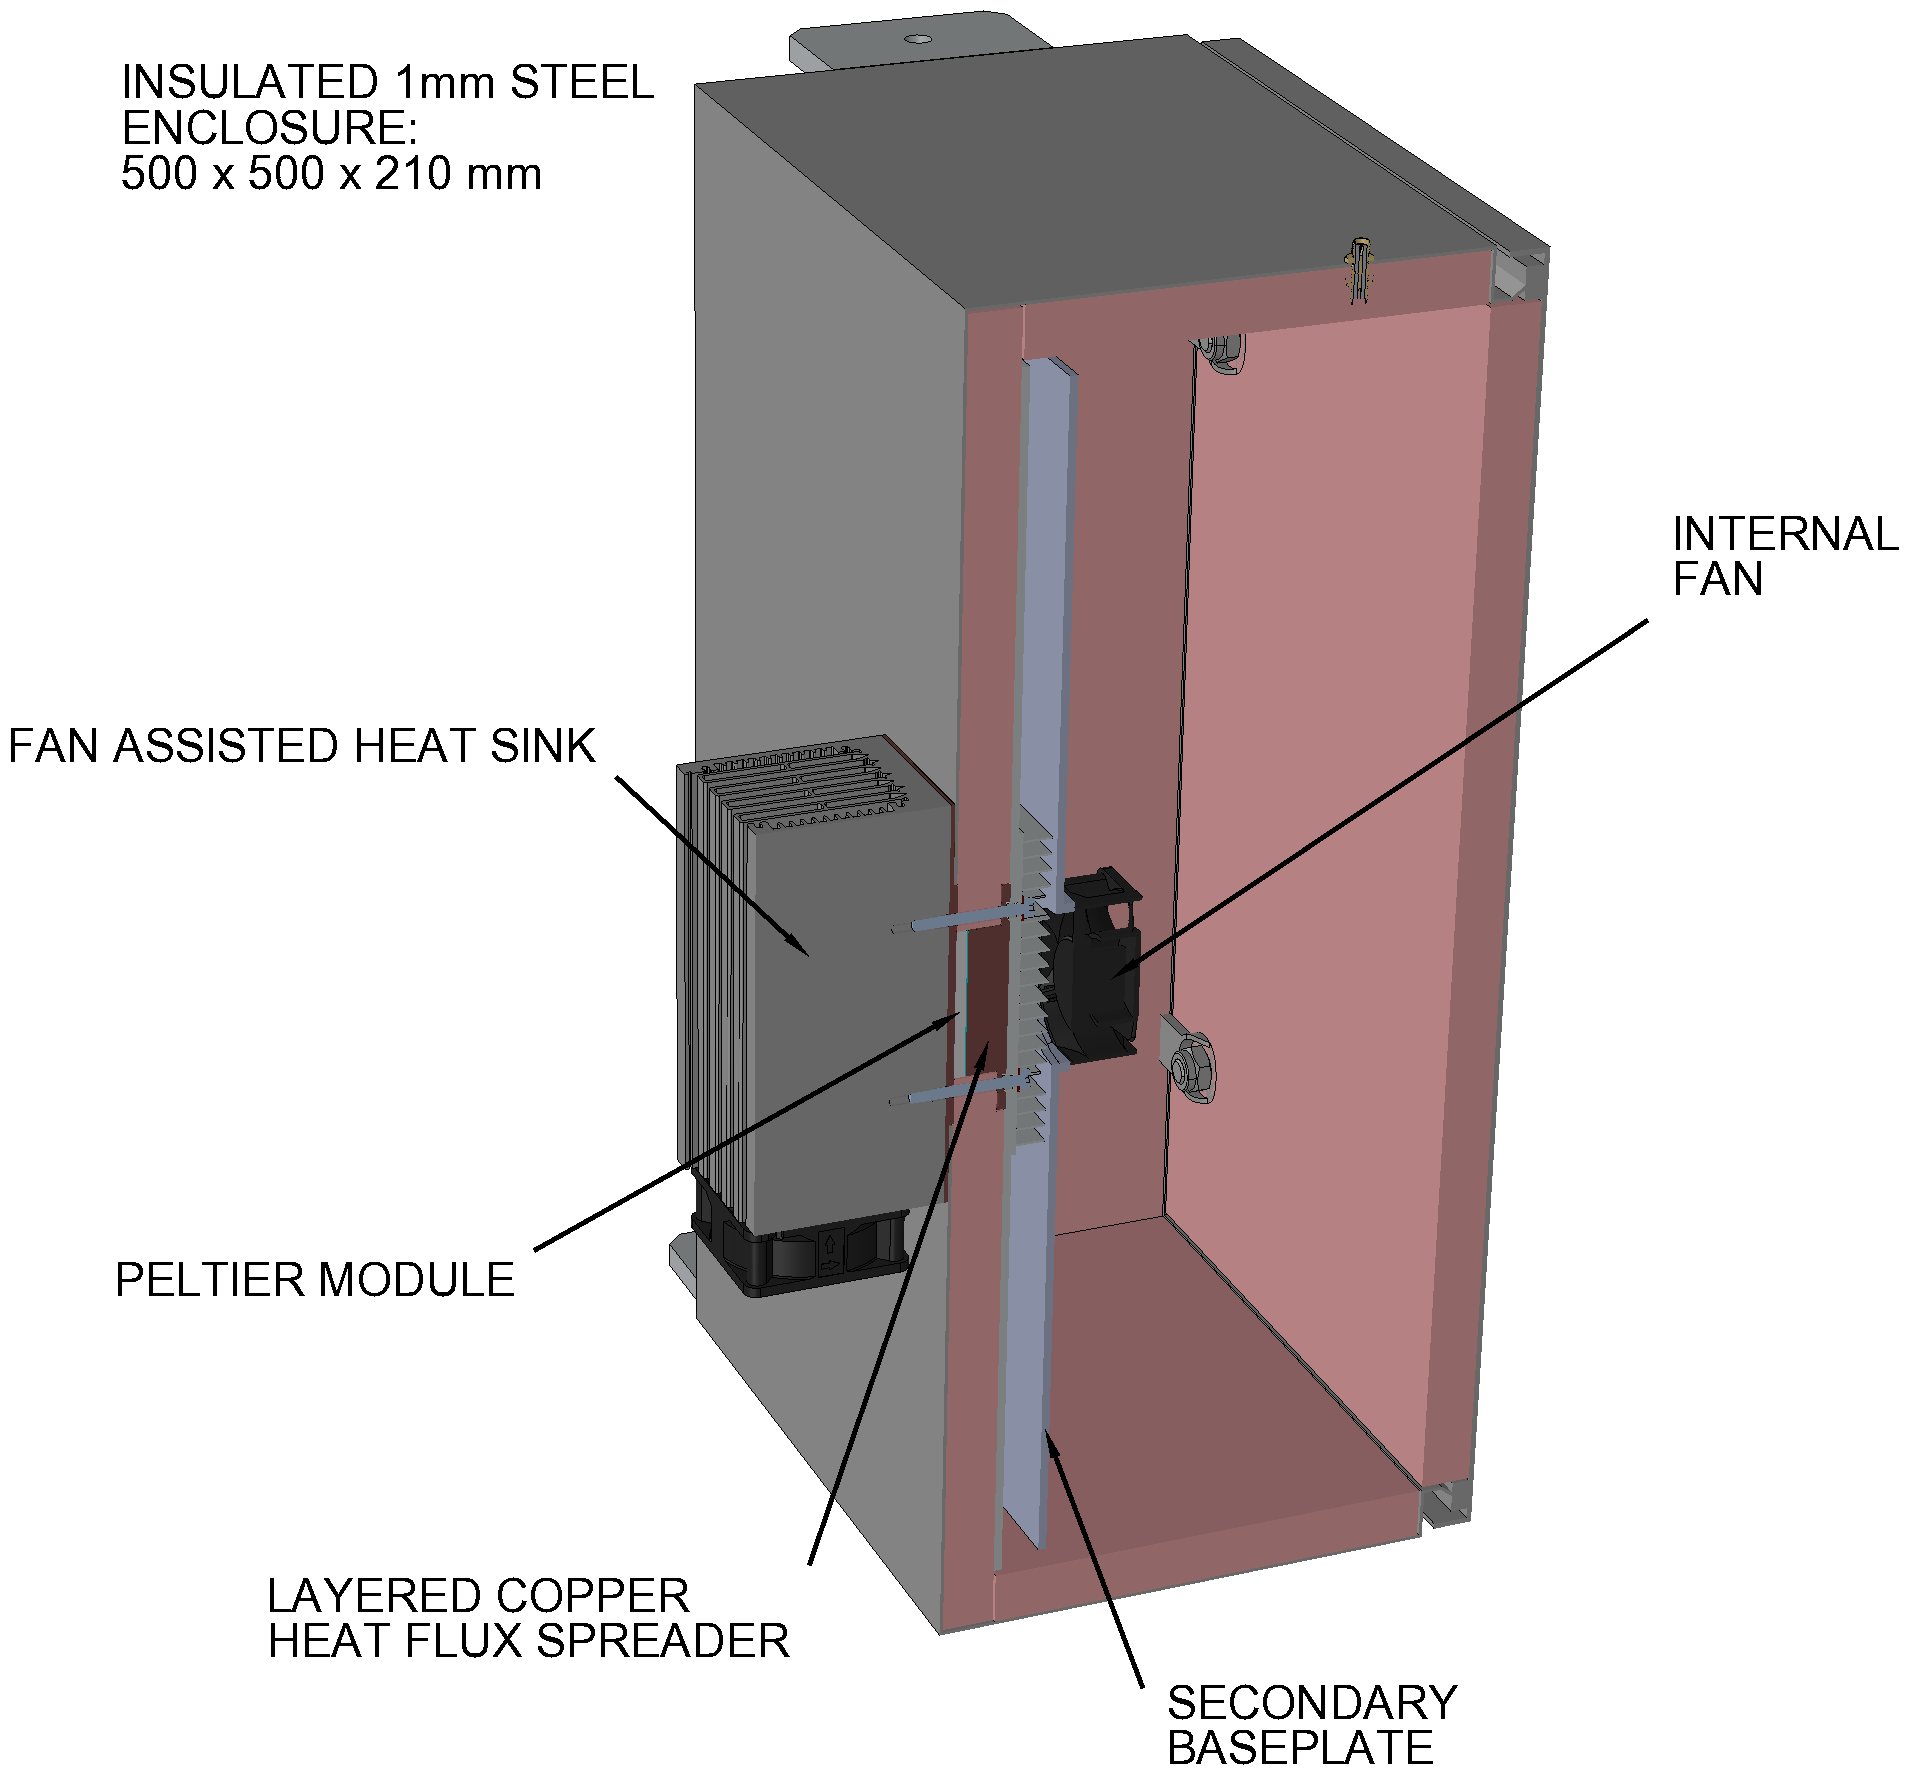 INSULATED 1mm STEEL
ENCLOSURE:
500 x 500 x 210 mm
INTERNAL
FAN
FAN ASSISTED HEAT SINK
PELTIER MODULE
LAYERED COPPER
HEAT FLUX SPREADER
SECONDARY
BASEPLATE